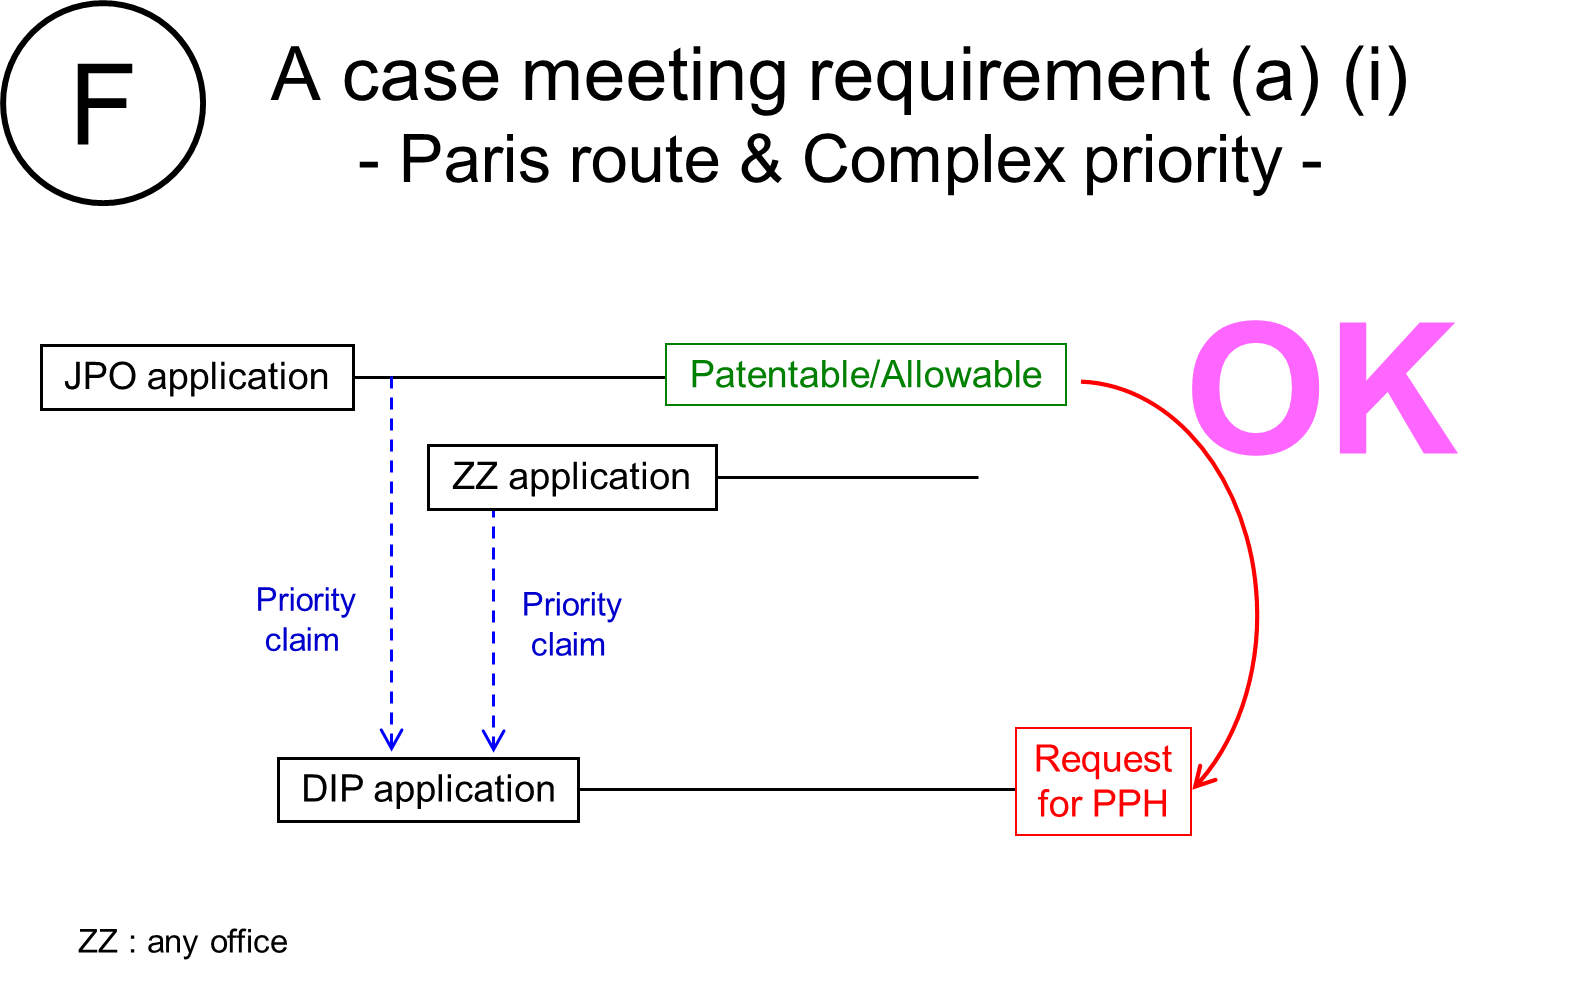 F
A case meeting requirement (a) (i)
- Paris route & Complex priority -
OK
JPO application
Patentable/Allowable
ZZ application
Priority
claim
Priority
claim
DIP application
Request
for PPH
ZZ : any office